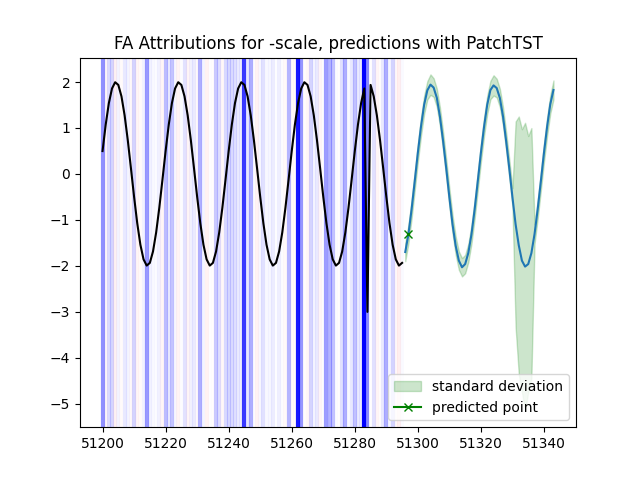 FA Attributions for -scale, predictions with PatchTST
2
1
0
−1
−2
−3
−4
−5
standard deviation
predicted point
51200 51220 51240 51260 51280 51300 51320 51340